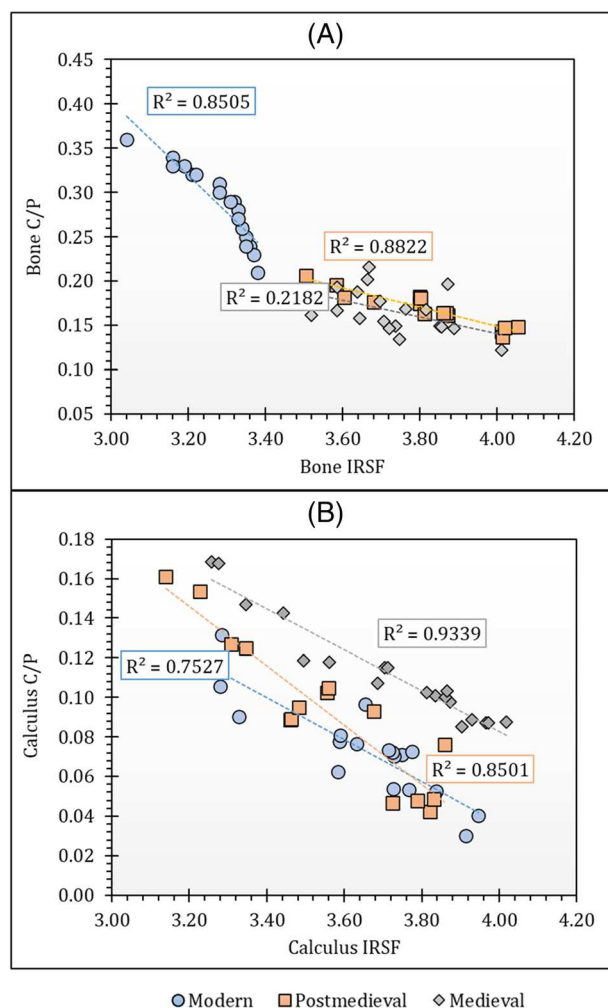 (A)
0.45
0.40
0.35
0.30
0.25
0.20
0.15
0.10
0.05
Bone C/P
R² = 0.8505
R² = 0.8822
R² = 0.2182
3.00 3.20 3.40 3.60 3.80 4.00 4.20
Bone IRSF
(B)
0.18
0.16
0.14
0.12
0.10
0.08
0.06
0.04
0.02
0.00
Calculus C/P
R² = 0.9339
R² = 0.7527
R² = 0.8501
3.00 3.20 3.40 3.60 3.80 4.00 4.20
Calculus IRSF
Modern Postmedieval Medieval